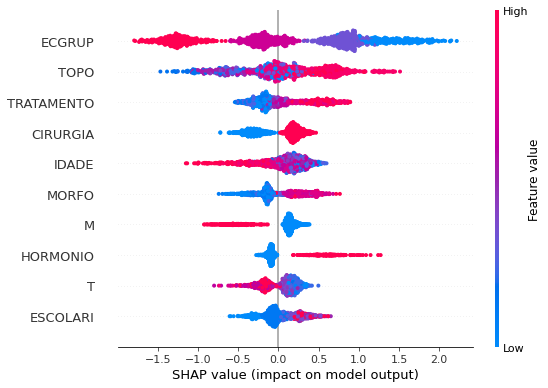 High
ECGRUP
TOPO
TRATAMENTO
CIRURGIA
IDADE
MORFO
M
HORMONIO
T
ESCOLARI
Feature value
Low
−1.5 −1.0 −0.5 0.0 0.5 1.0 1.5 2.0
SHAP value (impact on model output)